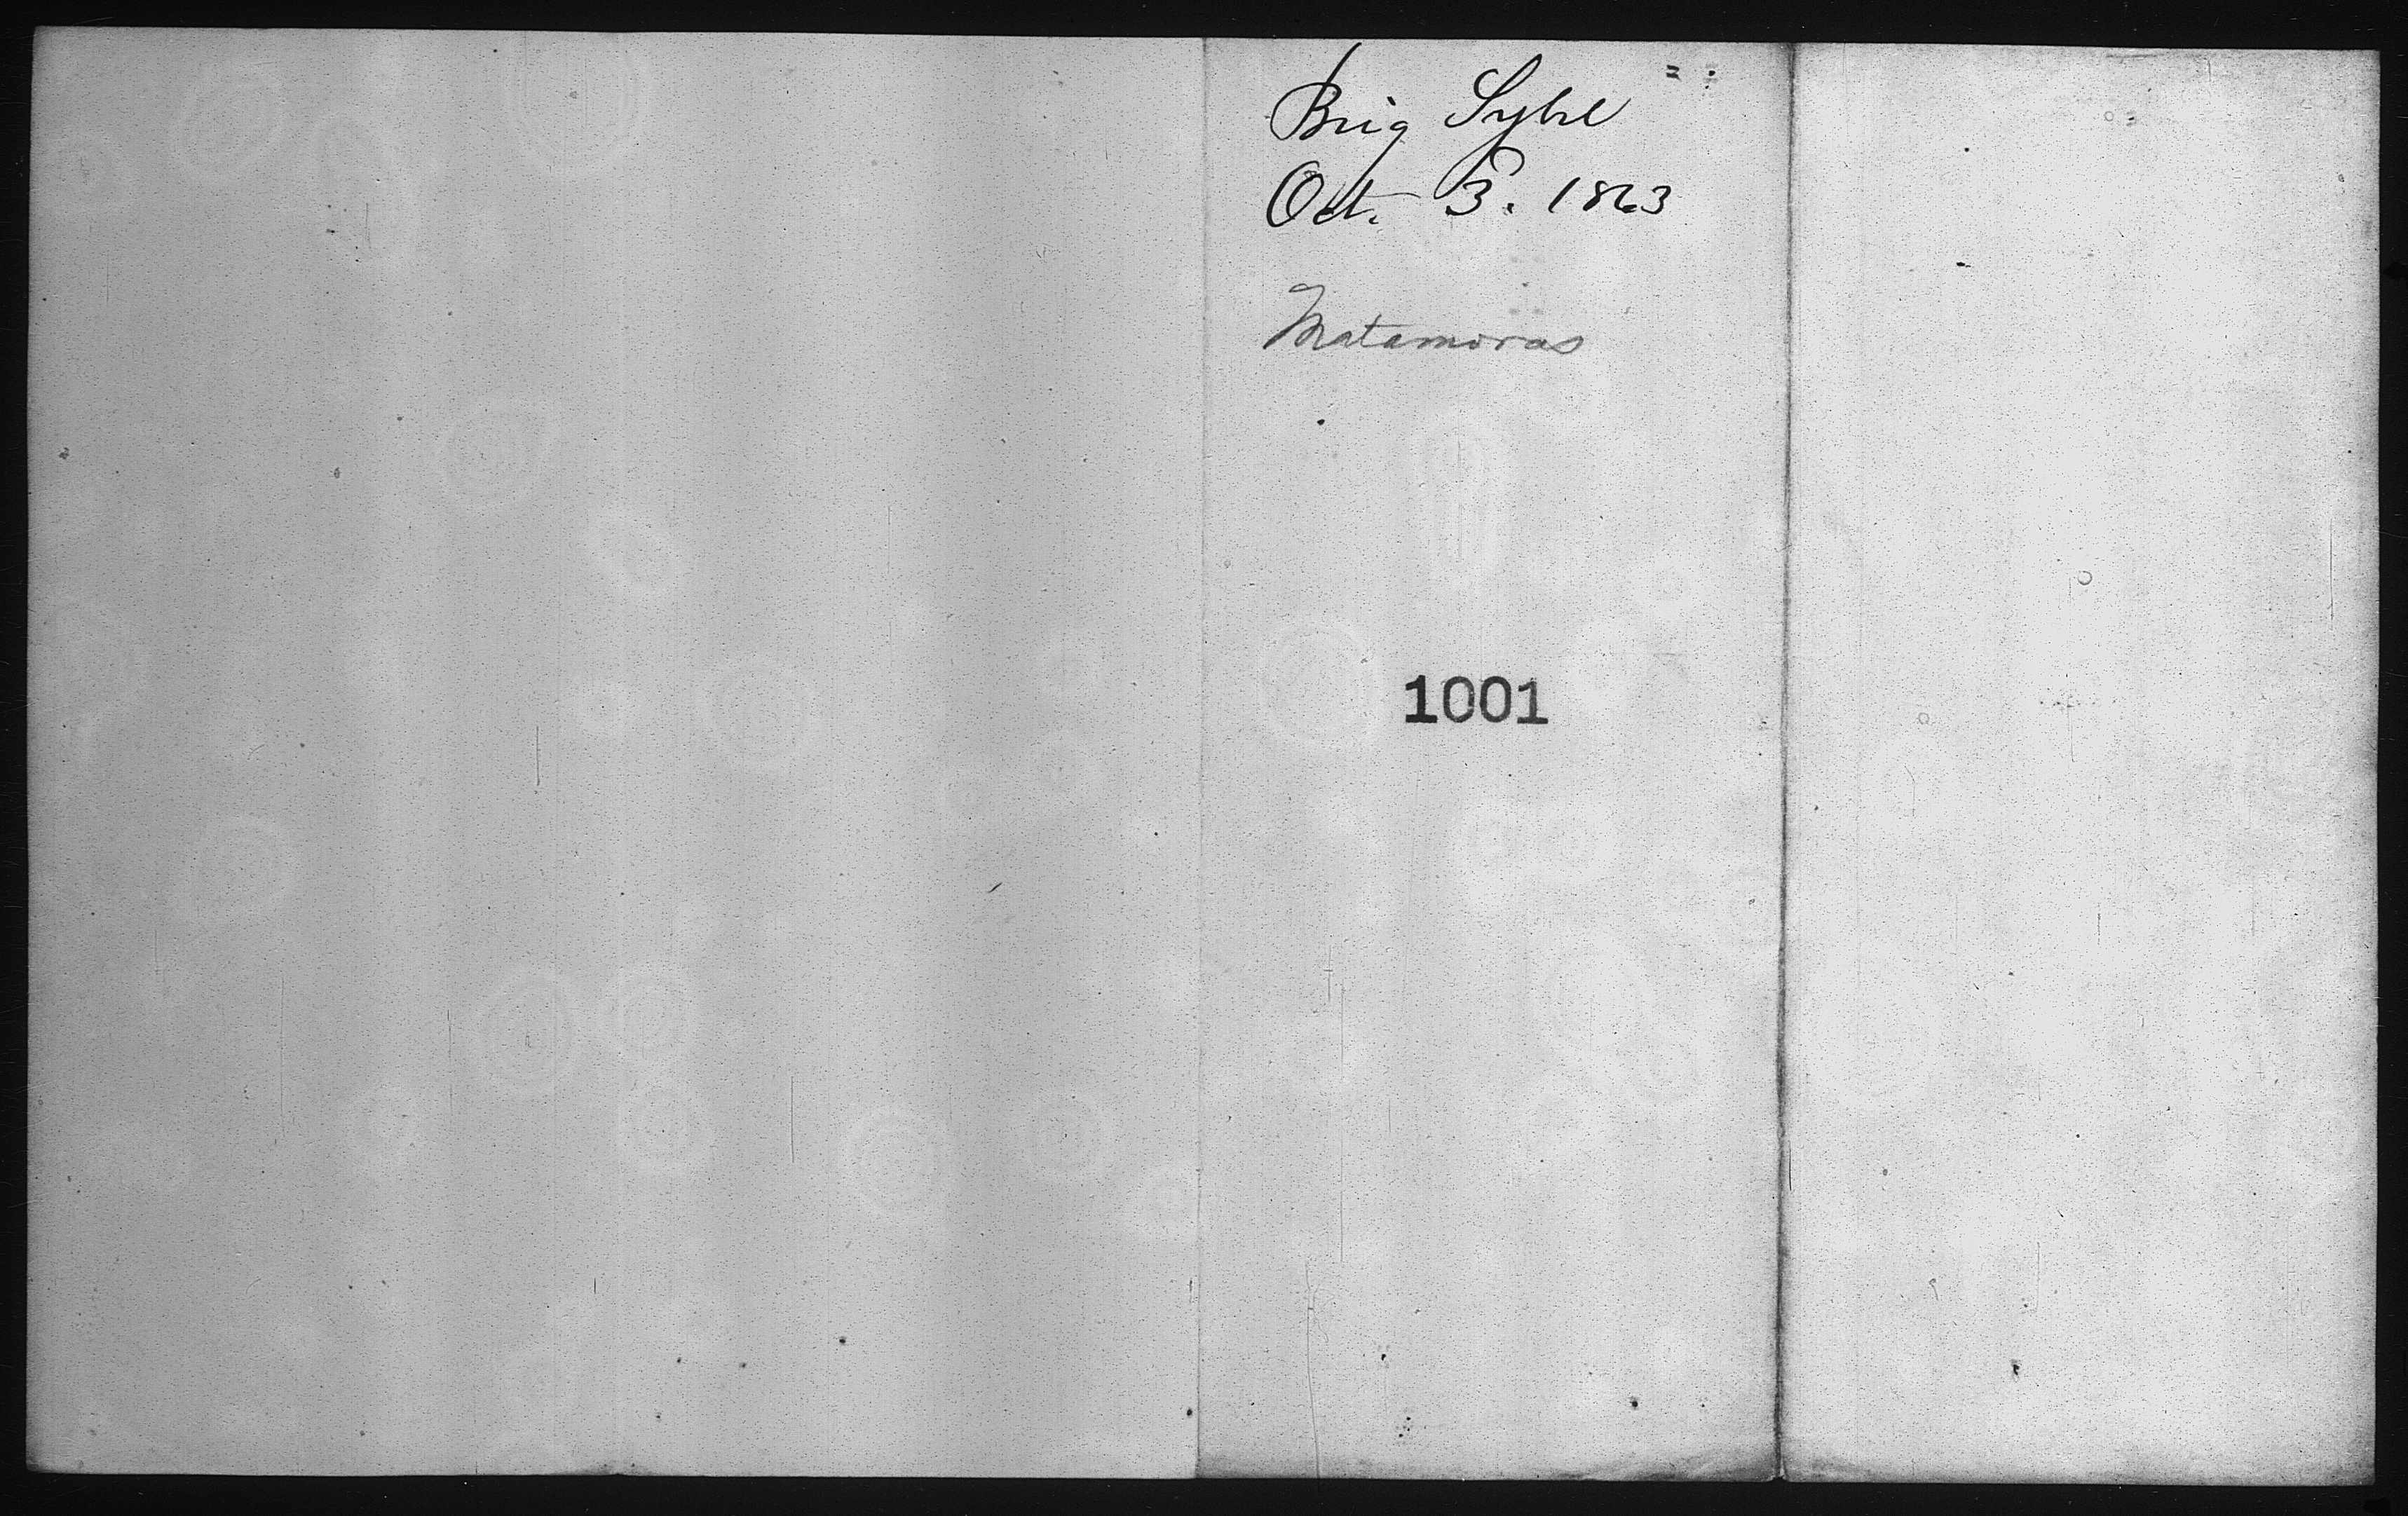 Brig Sybil
Oct. 3. 1863
Matamoras
1001